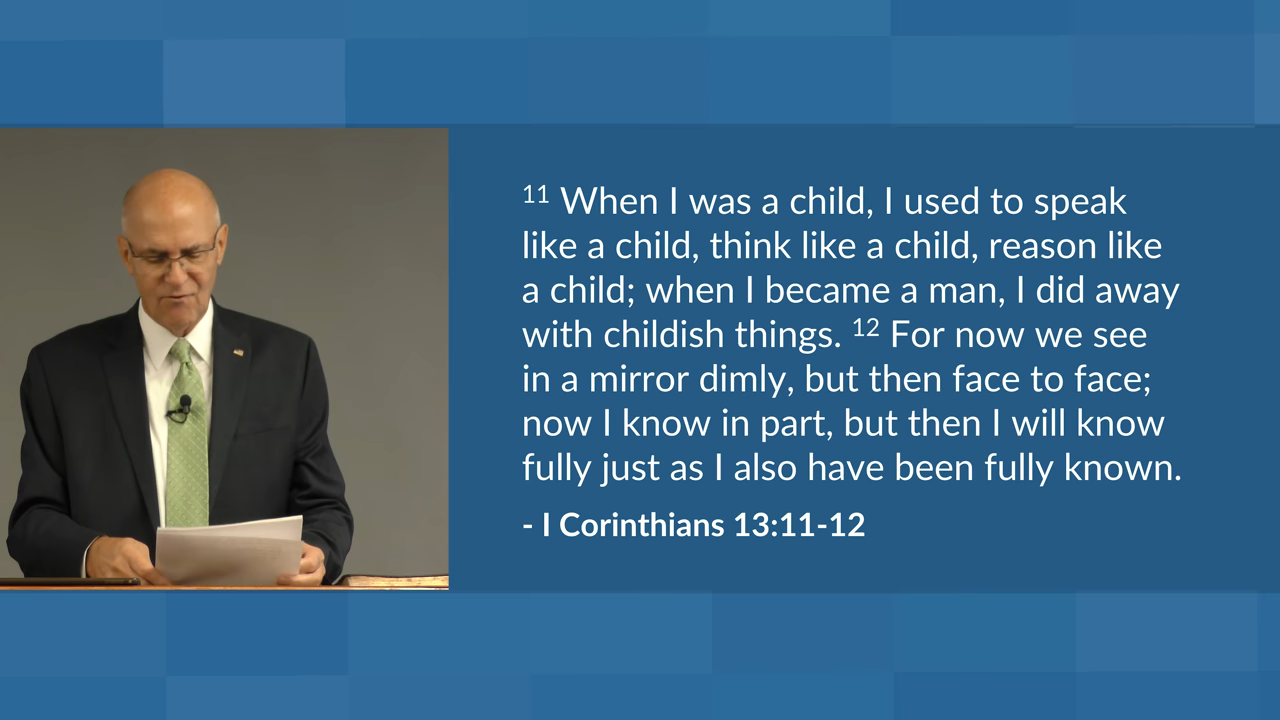 11 When I was a child, I used to speak
like a child, think like a child, reason like
a child; when I became a man, I did away
with childish things. 12 For now we see
in a mirror dimly, but then face to face;
now I know in part, but then I will know
fully just as I also have been fully known.
- I Corinthians 13:11-12